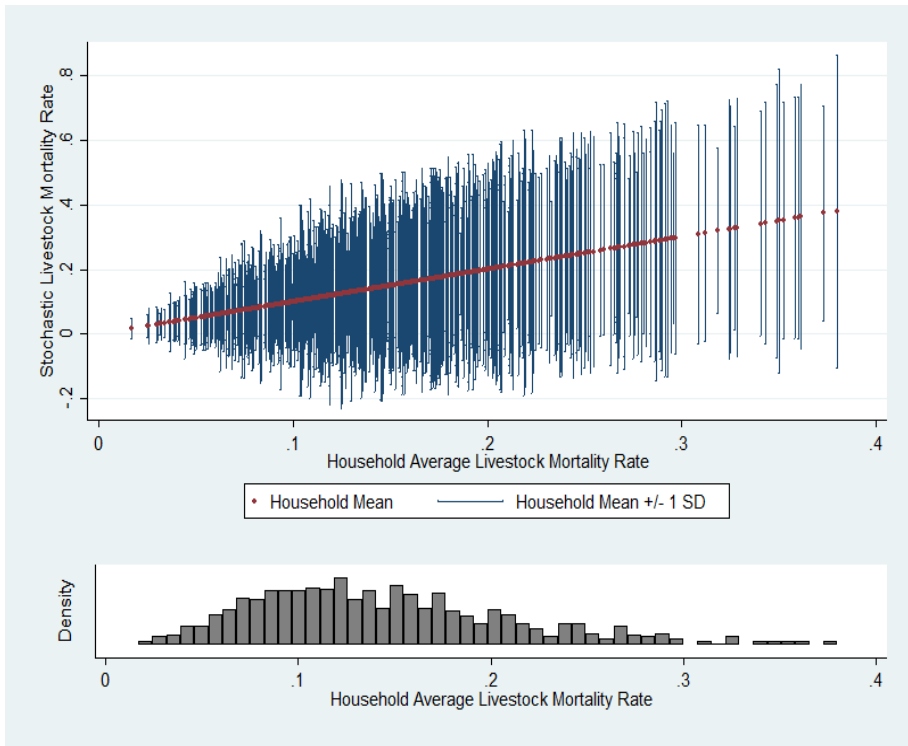 Stochastic Livestock Mortality Rate
.8
.6
.4
.2
0
-.2
0 .1 .2 .3 .4
Household Average Livestock Mortality Rate
Household Mean Household Mean +/- 1 SD
Density
0 .1 .2 .3 .4
Household Average Livestock Mortality Rate